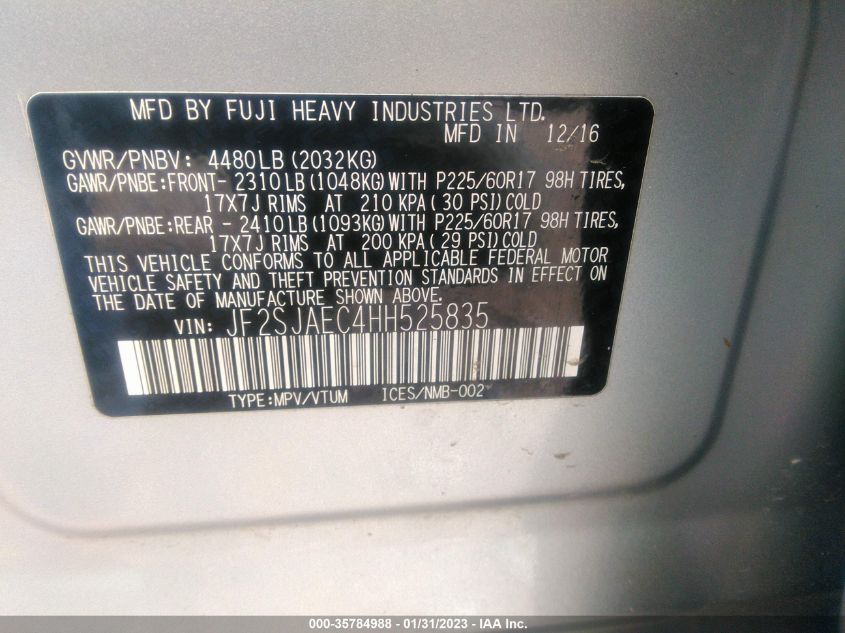 MFD BY FUJI HEAVY INDUSTRIES LTD.
MFD IN 12/16
GVWR/PNBV: 4480LB (2032KG)
GAWR/PNBE:FRONT- 2310LB (1048KG) WITH P225/60R17 98H TIRES,
17X7J RIMS AT 210 KPA ( 30 PSI) COLD
GAWR/PNBE:REAR - 2410LB (1093KG) WITH P225/60R17 98H TIRES,
17X7J RIMS AT 200 KPA ( 29 PSI) COLD
THIS VEHICLE CONFORMS TO ALL APPLICABLE FEDERAL MOTOR
VEHICLE SAFETY AND THEFT PREVENTION STANDARDS IN EFFECT ON
THE DATE OF MANUFACTURE SHOWN ABOVE.
VIN: JF2SJAEC4HH525835
TYPE:MPV/VTUM ICES/NMB-002
000-35784988 - 01/31/2023 - IAA Inc.